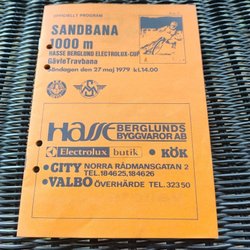 OFFICIELLT PROGRAM
SANDBANA
1000 m
HASSE BERGLUND ELECTROLUX-CUP
GävleTravbana
Söndagen den 27 maj 1979 kl.14.00
Hasse BERGLUNDS
BYGGVAROR AB
Electrolux butik • KÖK
• CITY NORRA RÅDMANSGATAN 2
TEL. 184625, 184626
• VALBO ÖVERHÄRDE TEL. 32350